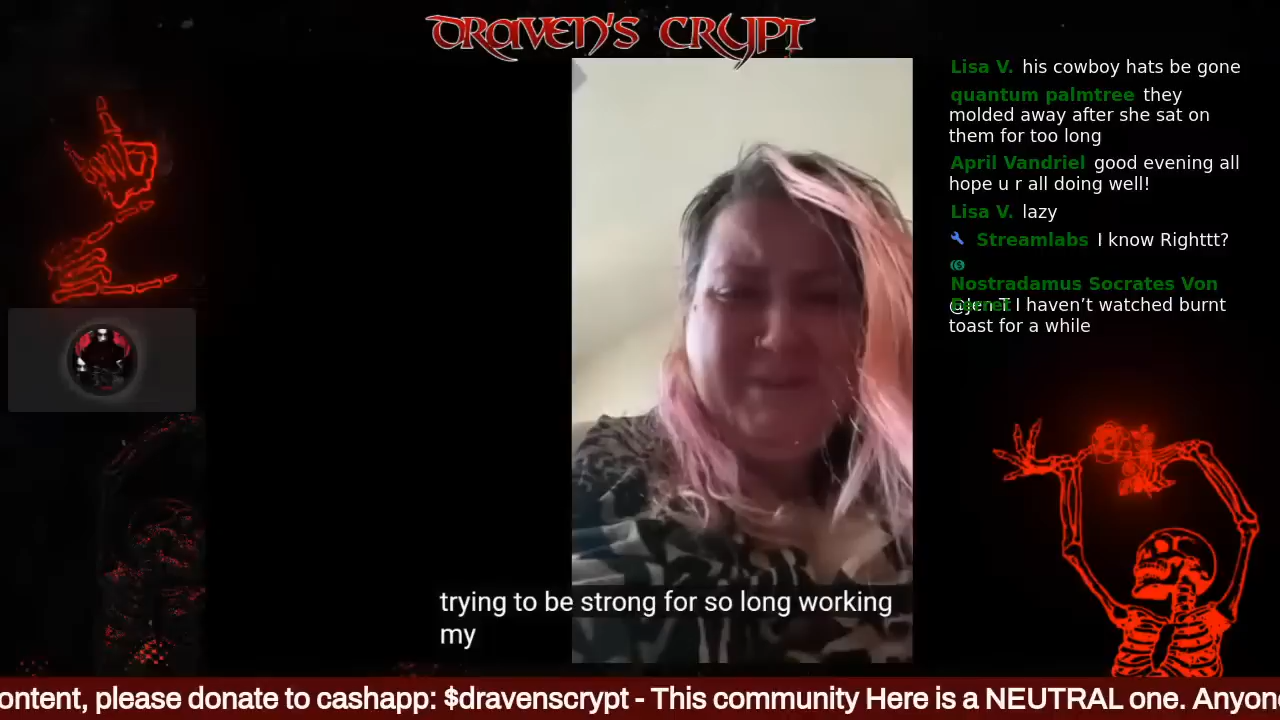 DRAVEN'S CRYPT
Lisa V. his cowboy hats be gone
quantum palmtree they
molded away after she sat on
them for too long
April Vandriel good evening all
hope u r all doing well!
Lisa V. lazy
Streamlabs I know Righttt?
Nostradamus Socrates Von
Ferret
@Jen T I haven’t watched burnt
toast for a while
trying to be strong for so long working
my
ontent, please donate to cashapp: $dravenscrypt - This community Here is a NEUTRAL one. Anyon